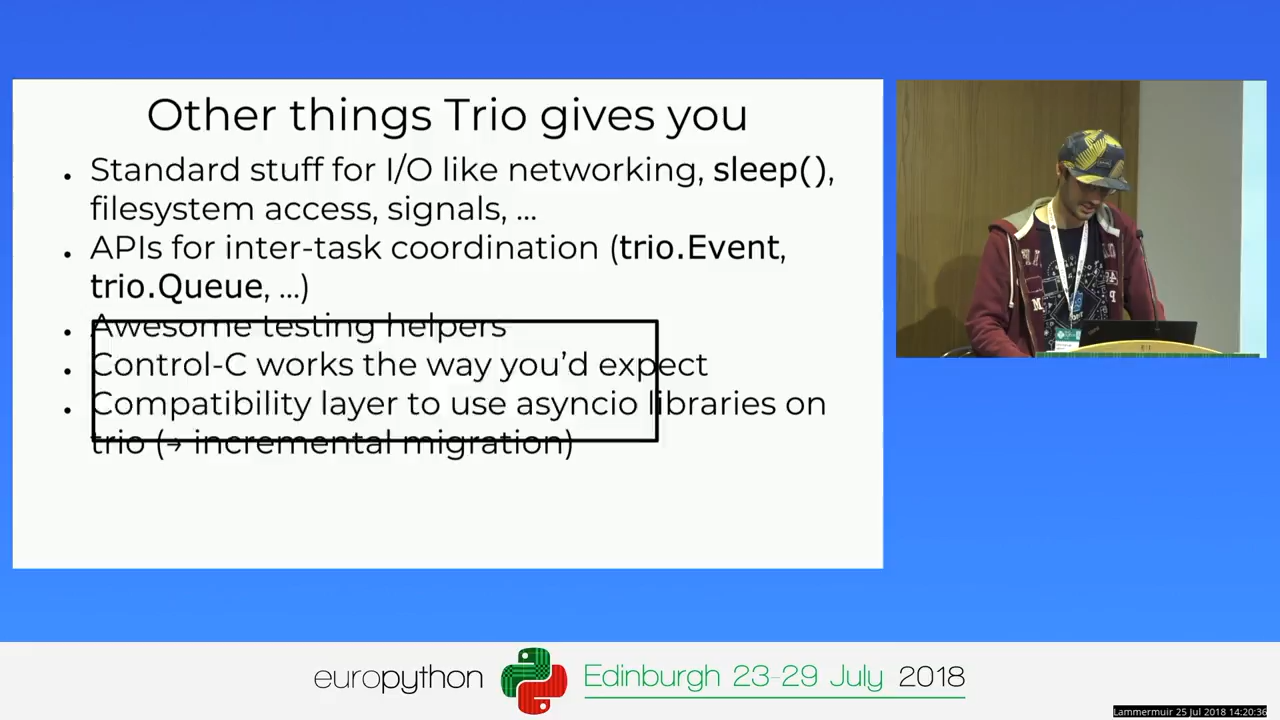 Other things Trio gives you
• Standard stuff for I/O like networking, sleep(),
filesystem access, signals, ...
• APIs for inter-task coordination (trio.Event,
trio.Queue, ...)
• Awesome testing helpers
• Control-C works the way you’d expect
• Compatibility layer to use asyncio libraries on
trio (→ incremental migration)
europython Edinburgh 23-29 July 2018
Lammermuir 25 Jul 2018 14:20:36